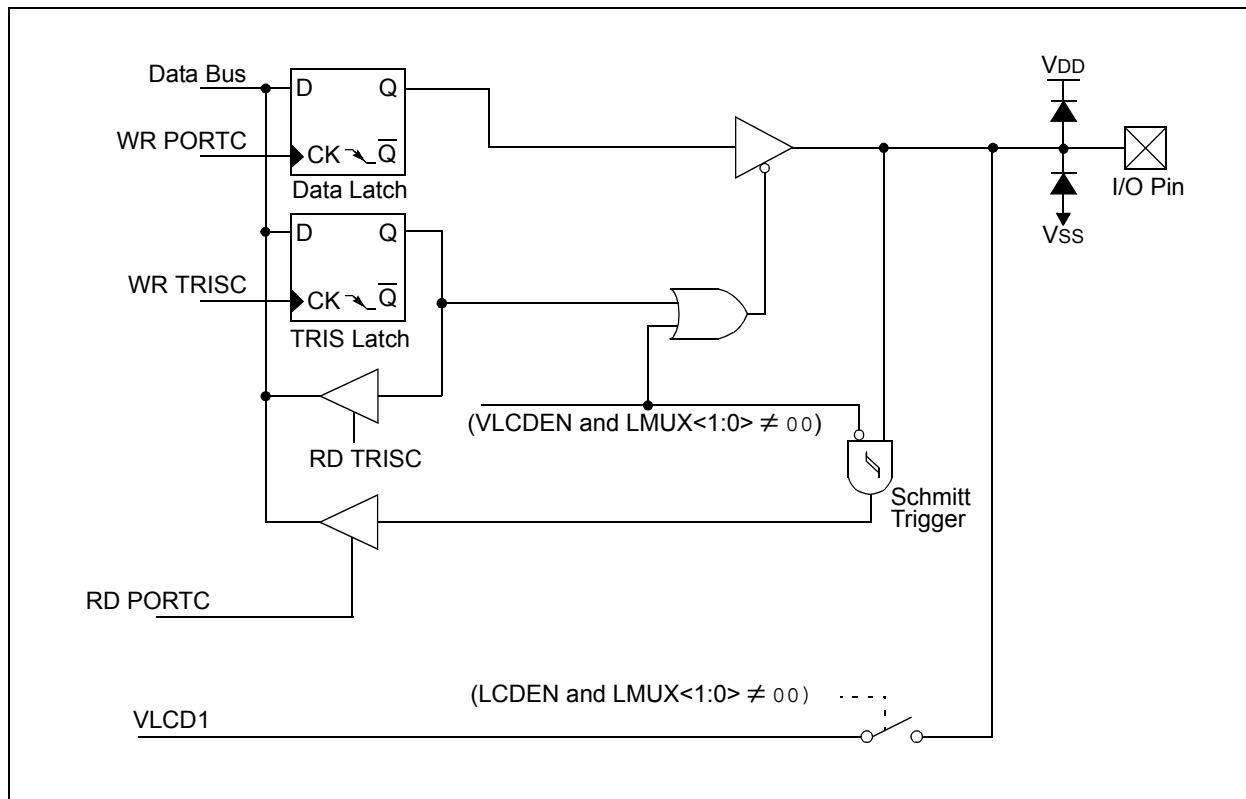 Data Bus
D Q
WR PORTC
CK Q̅
Data Latch
VDD
I/O Pin
VSS
D Q
WR TRISC
CK Q̅
TRIS Latch
(VLCDEN and LMUX<1:0> ≠ 00)
RD TRISC
Schmitt
Trigger
RD PORTC
(LCDEN and LMUX<1:0> ≠ 00)
VLCD1